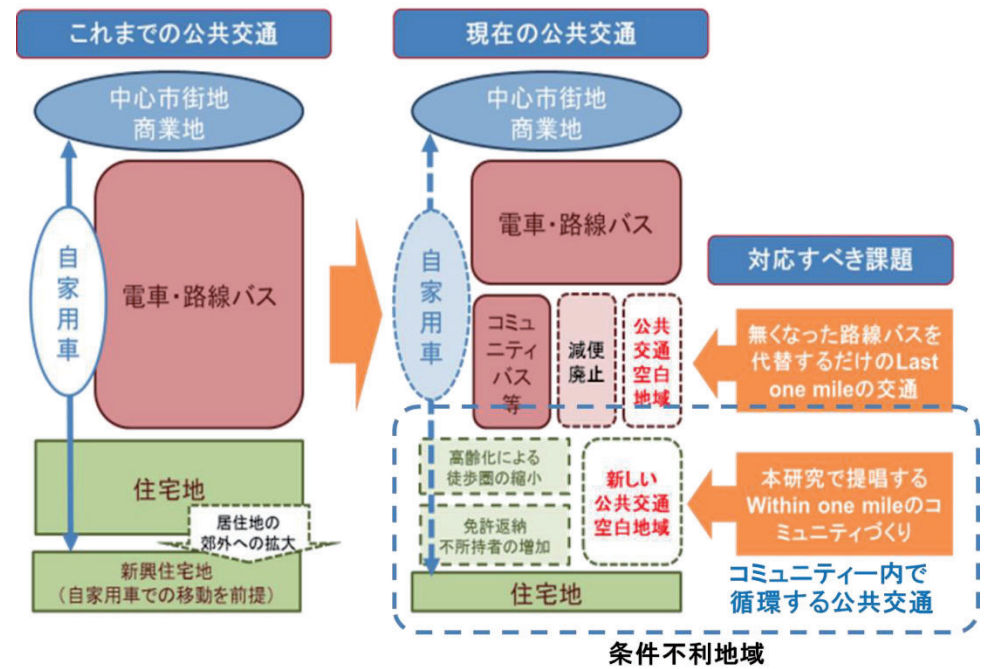 これまでの公共交通
中心市街地
商業地
自家用車
電車・路線バス
住宅地
居住地の
郊外への拡大
新興住宅地
(自家用車での移動を前提)
現在の公共交通
中心市街地
商業地
自家用車
電車・路線バス
コミュ
ニティ
バス
等
減便
廃止
公共
交通
空白
地域
高齢化による
徒歩圏の縮小
免許返納
不所持者の増加
新しい
公共交通
空白地域
住宅地
対応すべき課題
無くなった路線バスを
代替するだけのLast
one mileの交通
本研究で提唱する
Within one mileのコ
ミュニティづくり
コミュニティー内で
循環する公共交通
条件不利地域